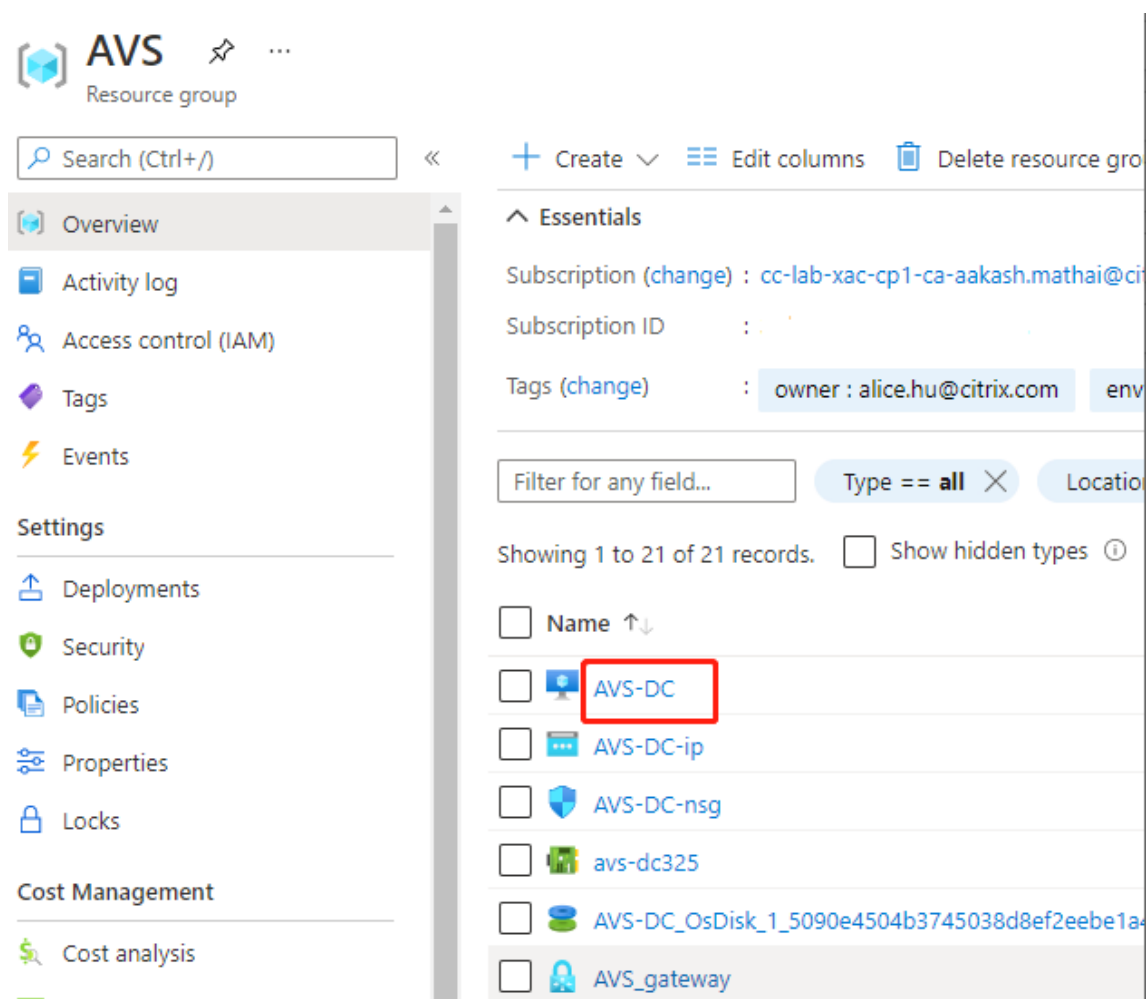 AVS
Resource group
Search (Ctrl+/)
Overview
Activity log
Access control (IAM)
Tags
Events
Settings
Deployments
Security
Policies
Properties
Locks
Cost Management
Cost analysis
Create
Edit columns
Delete resource gro
Essentials
Subscription (change) : cc-lab-xac-cp1-ca-aakash.mathai@cit
Subscription ID :
Tags (change) : owner : alice.hu@citrix.com env
Filter for any field... Type == all Location
Showing 1 to 21 of 21 records. Show hidden types
Name
AVS-DC
AVS-DC-ip
AVS-DC-nsg
avs-dc325
AVS-DC_OsDisk_1_5090e4504b3745038d8ef2eebe1a4
AVS_gateway